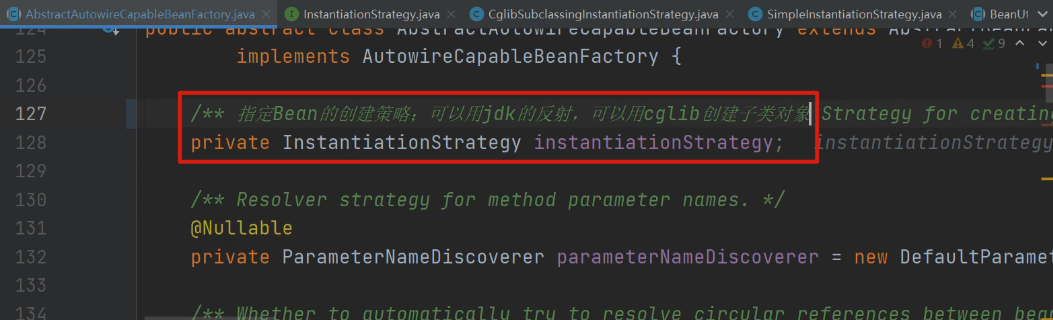 AbstractAutowireCapableBeanFactory.java InstantiationStrategy.java CglibSubclassingInstantiationStrategy.java SimpleInstantiationStrategy.java BeanUt
124 public abstract class AbstractAutowireCapableBeanFactory extends AbstractBeanFac
1 4 9
125 implements AutowireCapableBeanFactory {
126
127 /** 指定Bean的创建策略；可以用jdk的反射，可以用cglib创建子类对象 Strategy for creating
128 private InstantiationStrategy instantiationStrategy; instantiationStrategy
129
130 /** Resolver strategy for method parameter names. */
131 @Nullable
132 private ParameterNameDiscoverer parameterNameDiscoverer = new DefaultParamet
133
134 /** Whether to automatically try to resolve circular references between bea